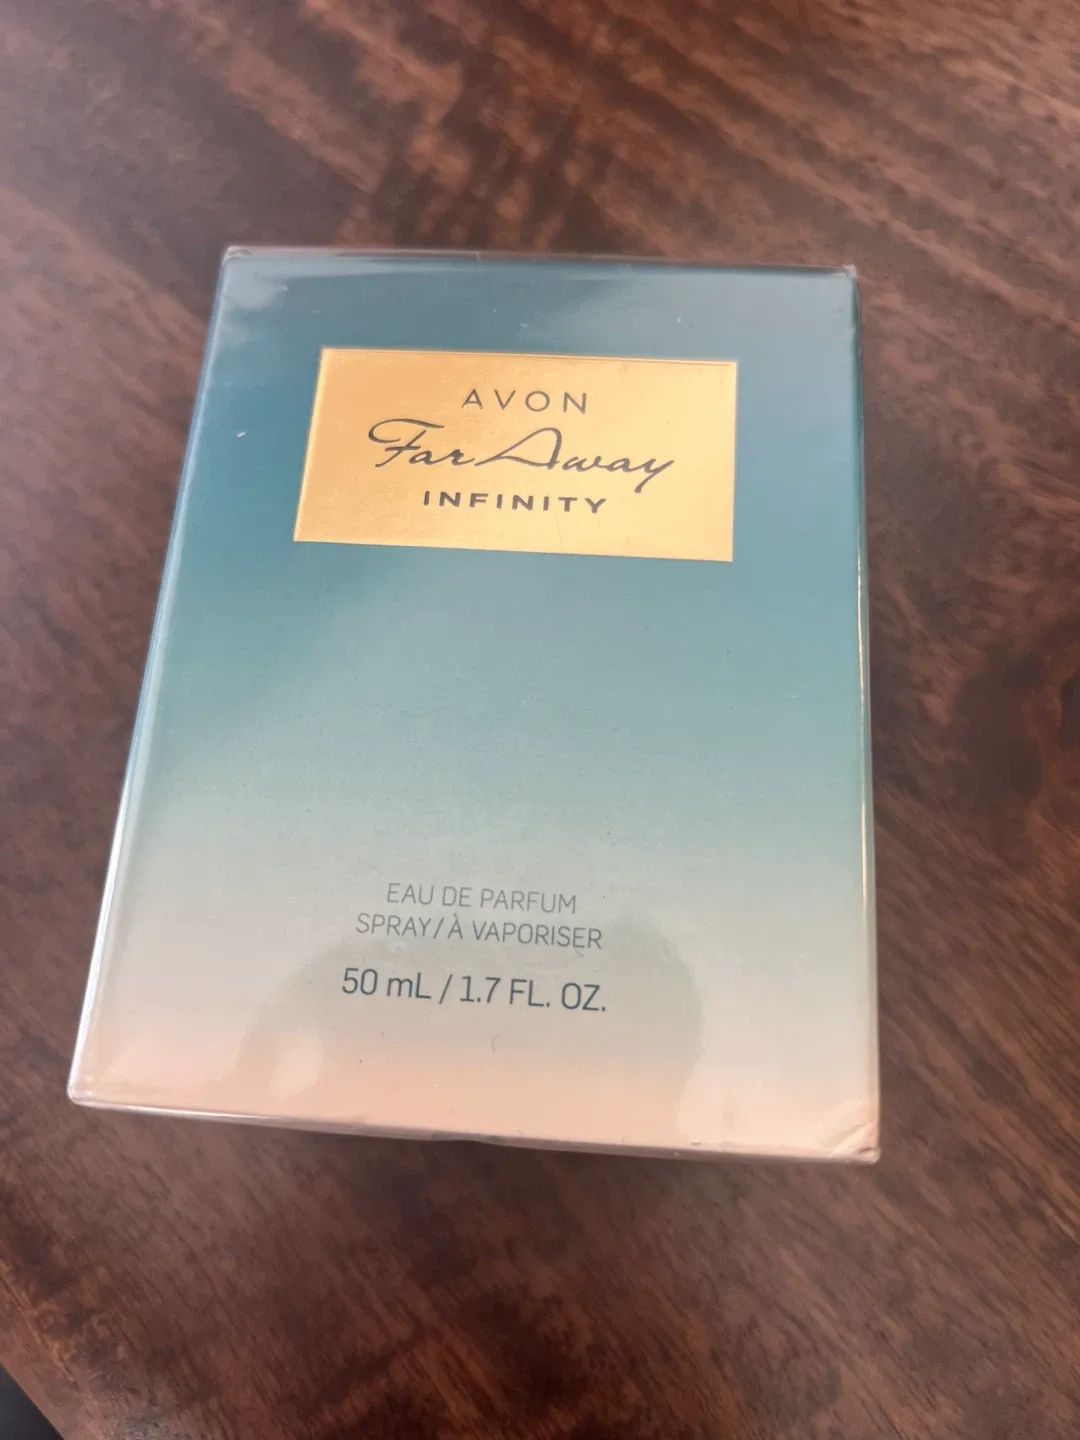 AVON
Far Away
INFINITY
EAU DE PARFUM
SPRAY/À VAPORISER
50 mL / 1.7 FL. OZ.